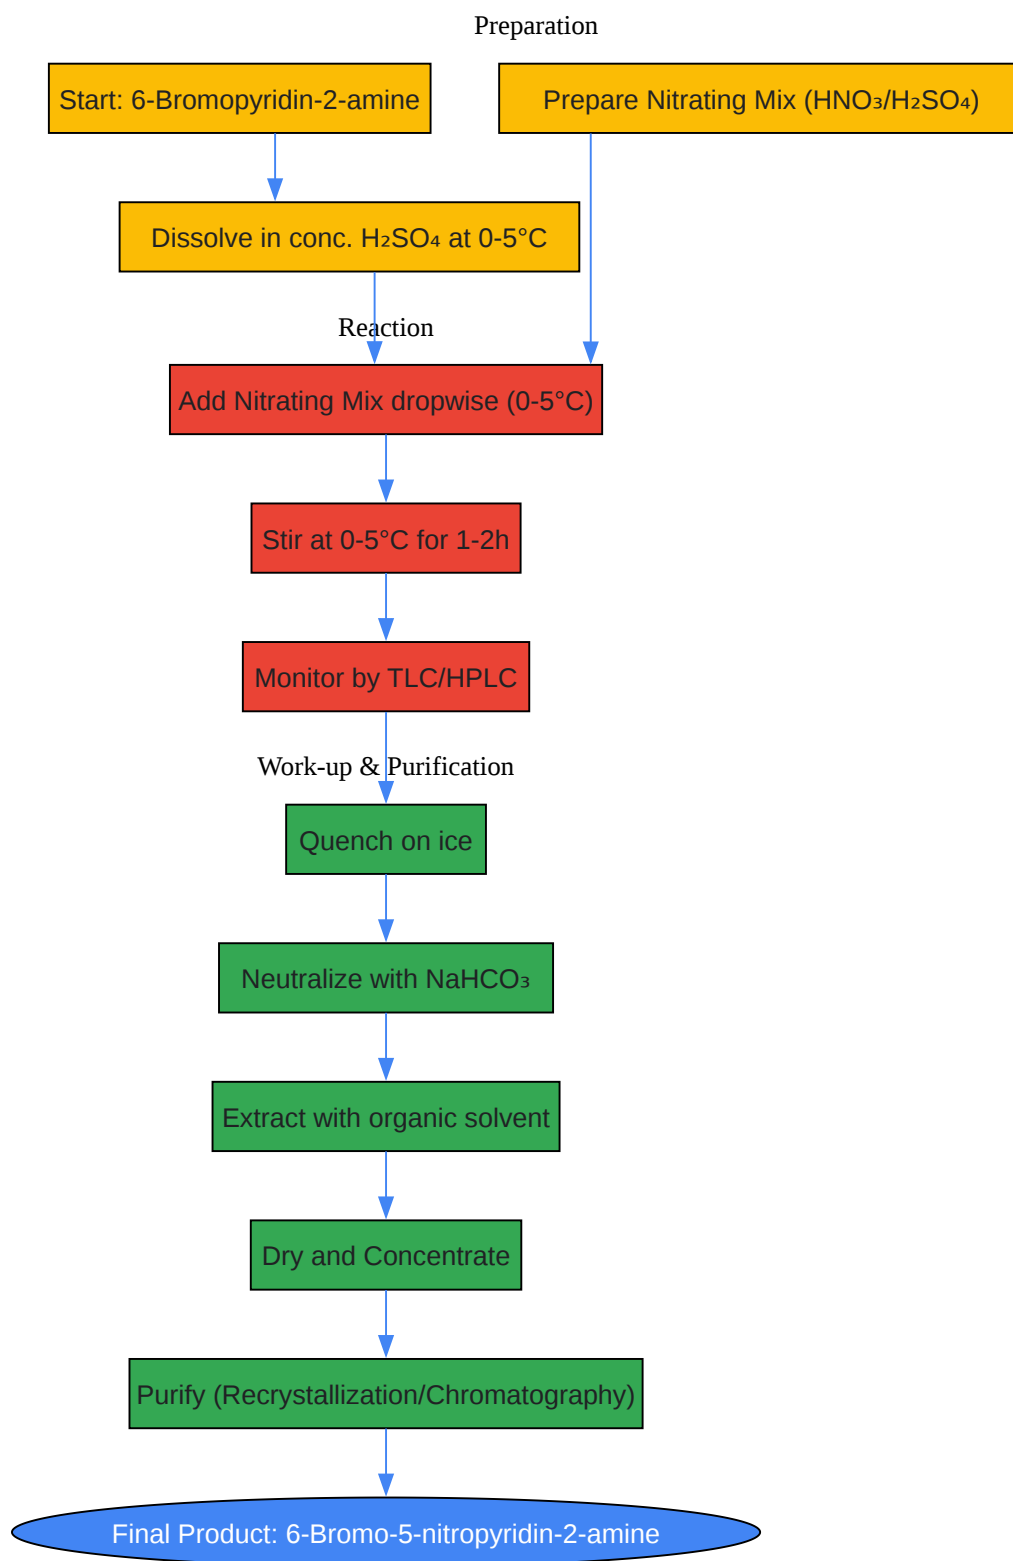 Preparation
Start: 6-Bromopyridin-2-amine
Prepare Nitrating Mix (HNO₃/H₂SO₄)
Dissolve in conc. H₂SO₄ at 0-5°C
Reaction
Add Nitrating Mix dropwise (0-5°C)
Stir at 0-5°C for 1-2h
Monitor by TLC/HPLC
Work-up & Purification
Quench on ice
Neutralize with NaHCO₃
Extract with organic solvent
Dry and Concentrate
Purify (Recrystallization/Chromatography)
Final Product: 6-Bromo-5-nitropyridin-2-amine